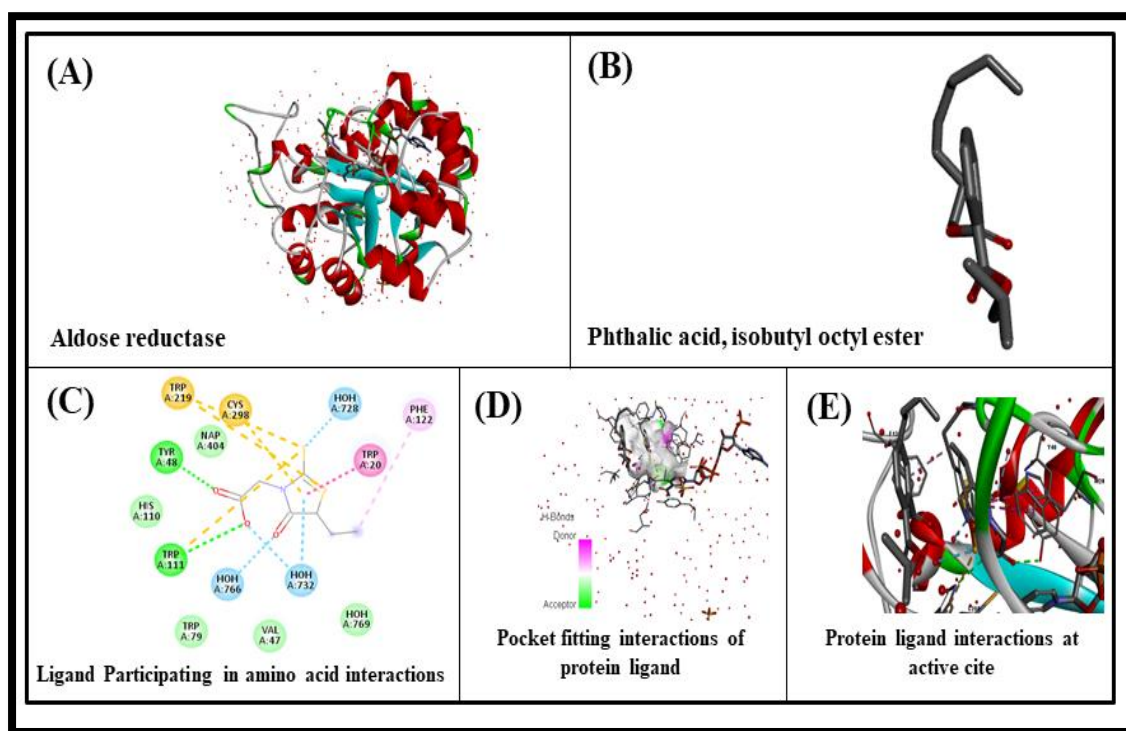 (A)
Aldose reductase
(B)
Phthalic acid, isobutyl octyl ester
(C)
TRP
A:219
CYS
A:298
HOH
A:728
PHE
A:122
NAP
A:404
TYR
A:48
TRP
A:20
HIS
A:110
TRP
A:111
HOH
A:766
HOH
A:732
TRP
A:79
VAL
A:47
HOH
A:769
Ligand Participating in amino acid interactions
(D)
H-Bonds
Donor
Acceptor
Pocket fitting interactions of
protein ligand
(E)
Protein ligand interactions at
active cite